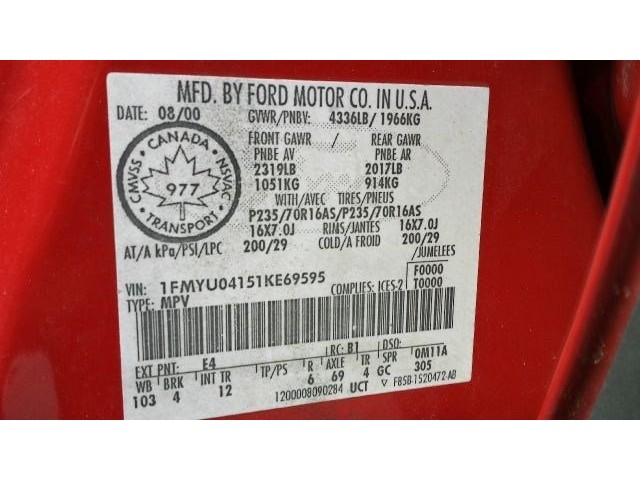 MFD. BY FORD MOTOR CO. IN U.S.A.
DATE: 08/00 GVWR/PNBV: 4336LB/ 1966KG
FRONT GAWR / REAR GAWR
PNBE AV PNBE AR
2319LB 2017LB
1051KG 914KG
WITH/AVEC TIRES/PNEUS
P235/70R16AS/P235/70R16AS
16X7.0J RIMS/JANTES 16X7.0J
AT/A kPa/PSI/LPC 200/29 COLD/A FROID 200/29
/JUMELEES
CANADA
CMVSS NSVAC
977
TRANSPORT
VIN: 1FMYU04151KE69595 COMPLIES: ICES-2 F0000
TYPE: MPV T0000
EXT PNT: E4 RC: B1 DSO:
WB BRK INT TR TP/PS R AXLE TR SPR 0M11A
103 4 12 6 69 4 GC 305
1200008090284 UCT F85B-1520472-AB